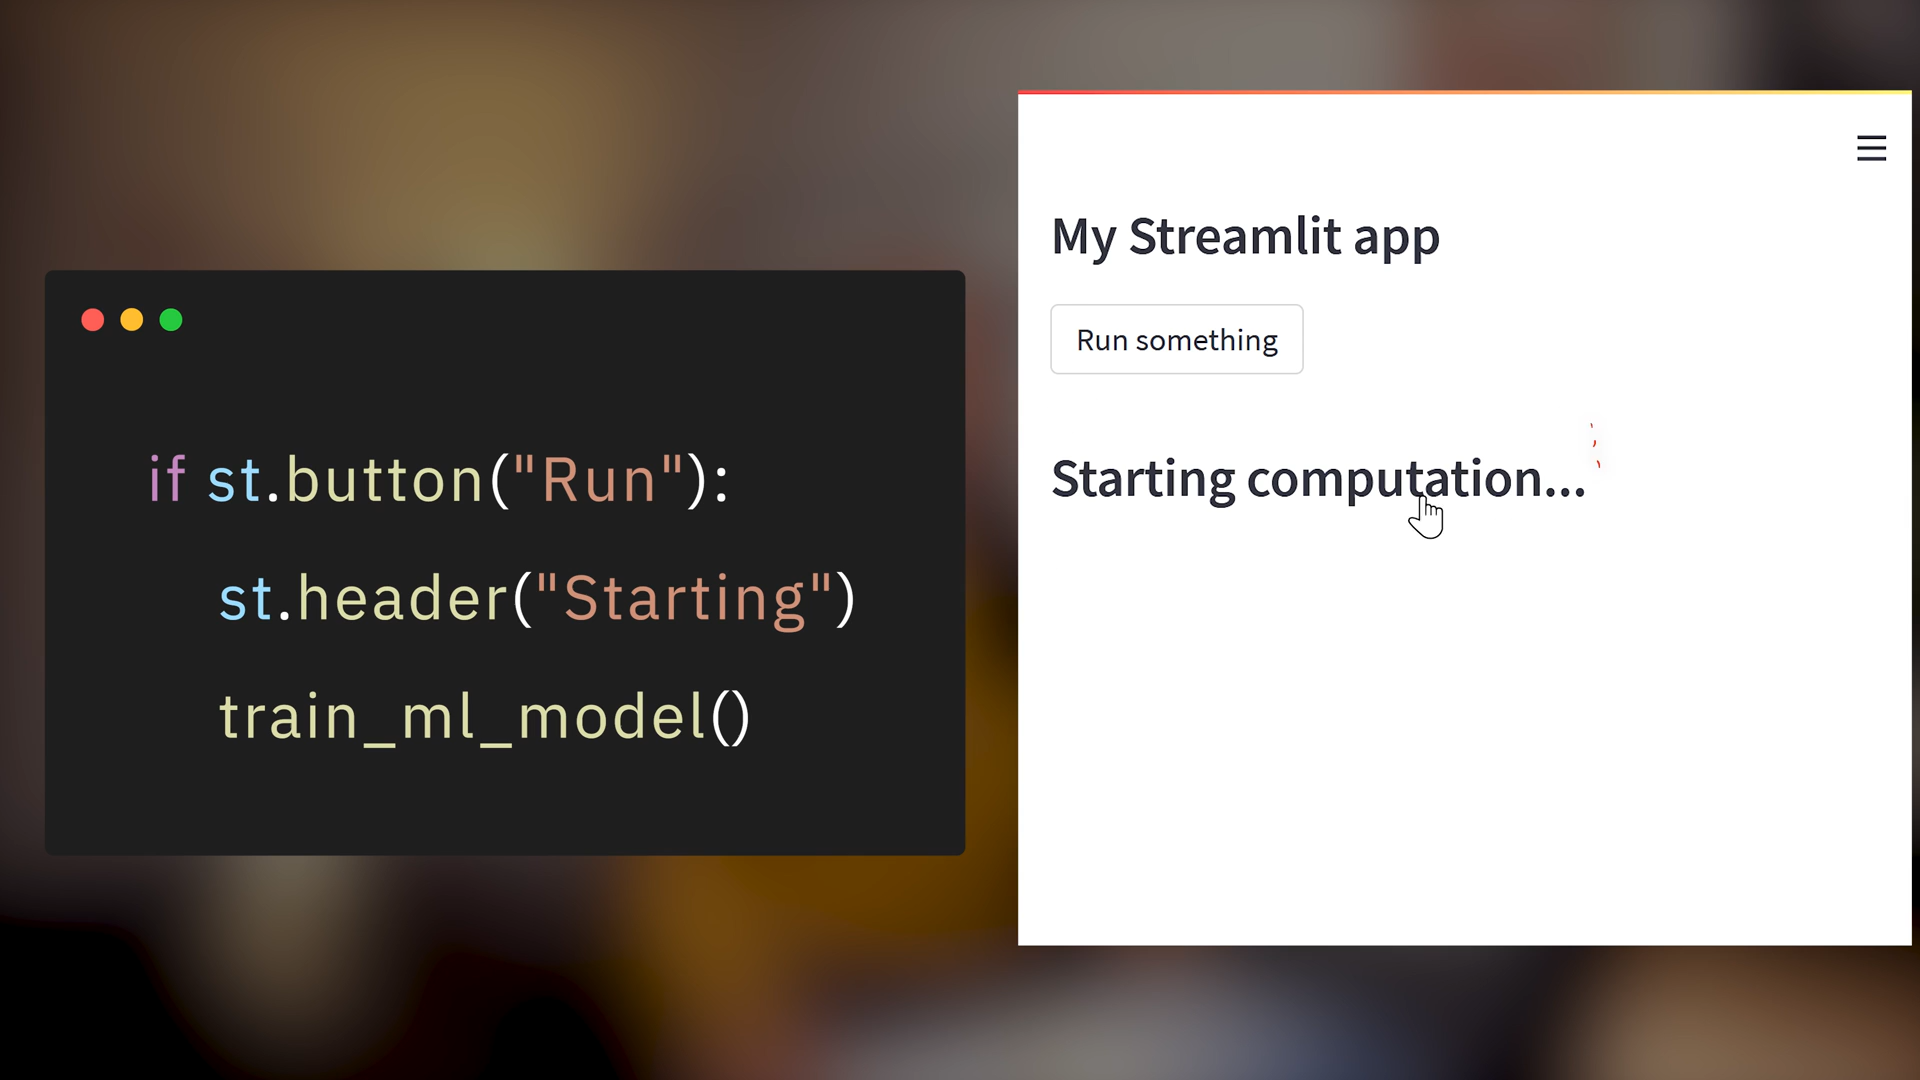 if st.button("Run"):
st.header("Starting")
train_ml_model()
My Streamlit app
Run something
Starting computation...